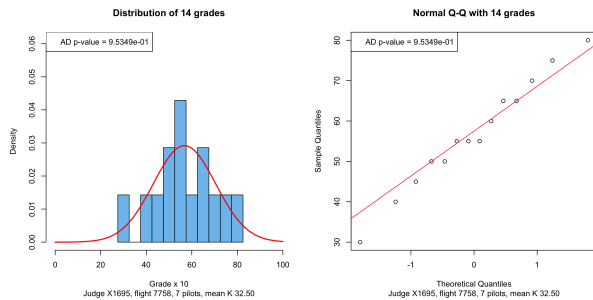 Distribution of 14 grades
AD p-value = 9.5349e-01
0.00 0.01 0.02 0.03 0.04 0.05 0.06
Density
0 20 40 60 80 100
Grade x 10
Judge X1695, flight 7758, 7 pilots, mean K 32.50
Normal Q-Q with 14 grades
AD p-value = 9.5349e-01
30 40 50 60 70 80
Sample Quantiles
-1 0 1
Theoretical Quantiles
Judge X1695, flight 7758, 7 pilots, mean K 32.50